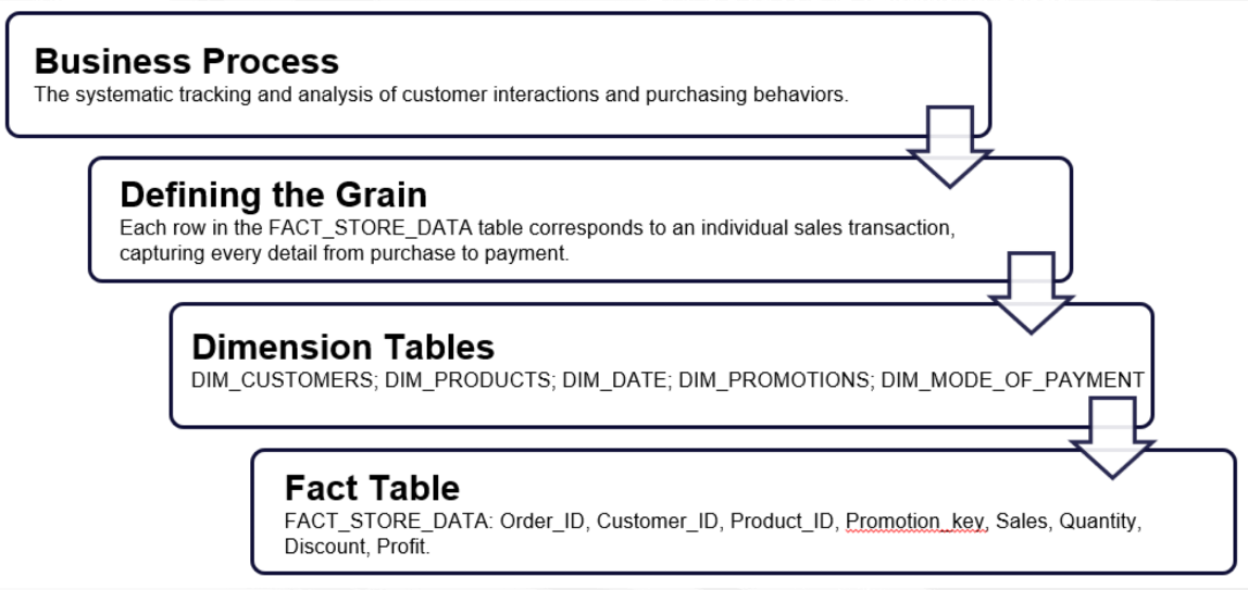 Business Process
The systematic tracking and analysis of customer interactions and purchasing behaviors.
Defining the Grain
Each row in the FACT_STORE_DATA table corresponds to an individual sales transaction,
capturing every detail from purchase to payment.
Dimension Tables
DIM_CUSTOMERS; DIM_PRODUCTS; DIM_DATE; DIM_PROMOTIONS; DIM_MODE_OF_PAYMENT
Fact Table
FACT_STORE_DATA: Order_ID, Customer_ID, Product_ID, Promotion_key, Sales, Quantity,
Discount, Profit.